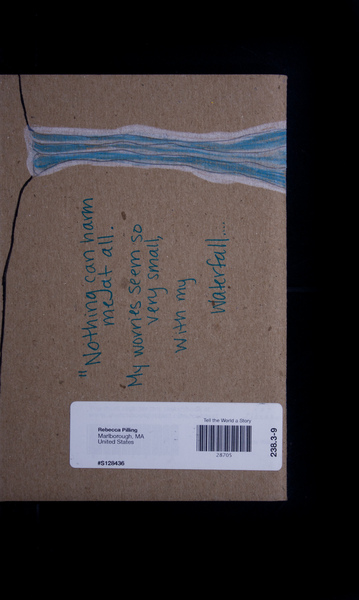 "Nothing can harm
me at all.
My worries seem so
very small,
with my
Waterfall....
Tell the World a Story
Rebecca Pilling
Marlborough, MA
United States
#S128436
28705
238.3-9